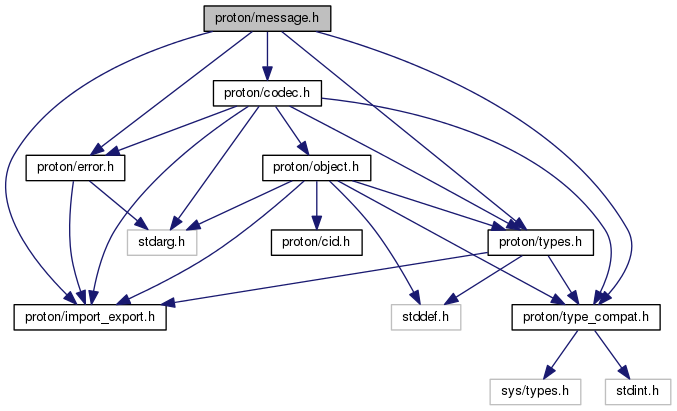 proton/message.h
proton/codec.h
proton/error.h
proton/object.h
stdarg.h
proton/cid.h
proton/types.h
proton/import_export.h
stddef.h
proton/type_compat.h
sys/types.h
stdint.h